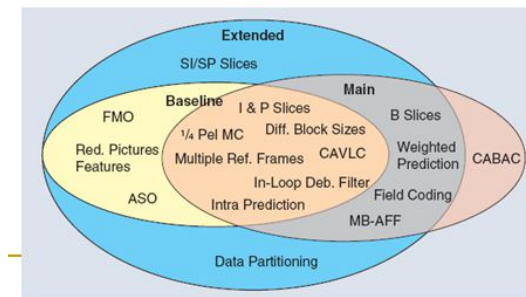 Extended
SI/SP Slices
Main
Baseline
I & P Slices
FMO
B Slices
¼ Pel MC
Diff. Block Sizes
Red. Pictures
Features
Multiple Ref. Frames
CAVLC
Weighted
Prediction
CABAC
In-Loop Deb. Filter
ASO
Intra Prediction
Field Coding
MB-AFF
Data Partitioning